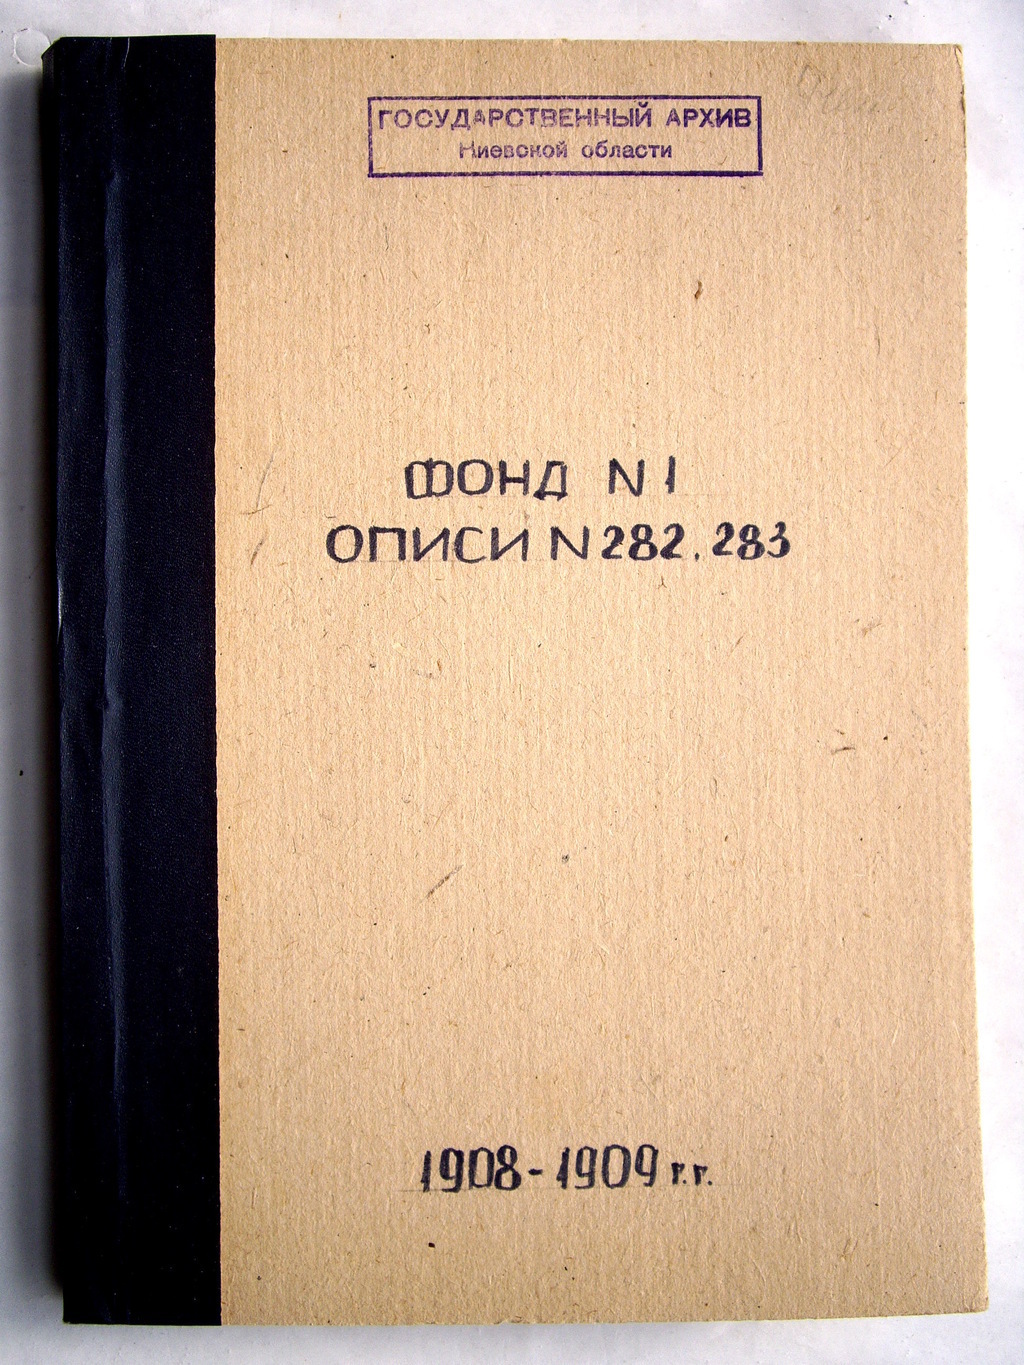 ГОСУДАРСТВЕННЫЙ АРХИВ
Киевской области
ФОНД N 1
ОПИСИ N 282, 283
1908-1909 г.г.